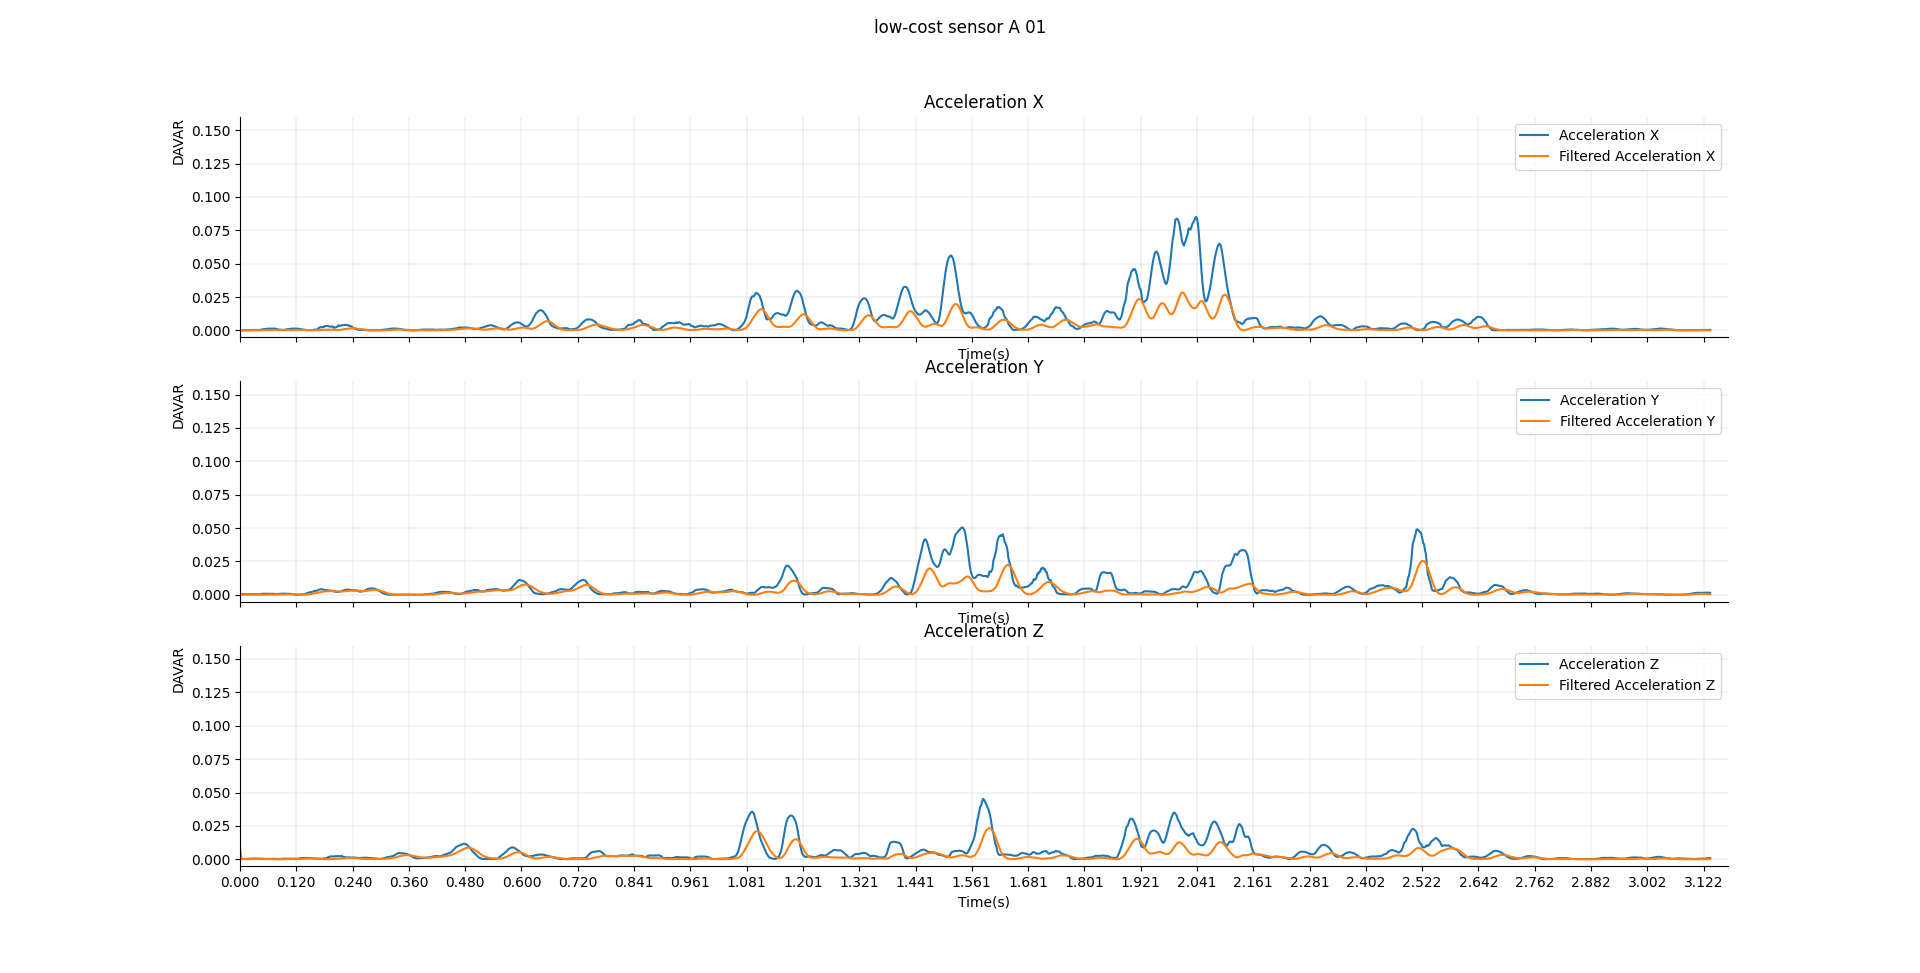 low-cost sensor A 01
Acceleration X
DAVAR
0.150
0.125
0.100
0.075
0.050
0.025
0.000
Acceleration X
Filtered Acceleration X
Time(s)
Acceleration Y
DAVAR
0.150
0.125
0.100
0.075
0.050
0.025
0.000
Acceleration Y
Filtered Acceleration Y
Time(s)
Acceleration Z
DAVAR
0.150
0.125
0.100
0.075
0.050
0.025
0.000
Acceleration Z
Filtered Acceleration Z
0.000 0.120 0.240 0.360 0.480 0.600 0.720 0.841 0.961 1.081 1.201 1.321 1.441 1.561 1.681 1.801 1.921 2.041 2.161 2.281 2.402 2.522 2.642 2.762 2.882 3.002 3.122
Time(s)